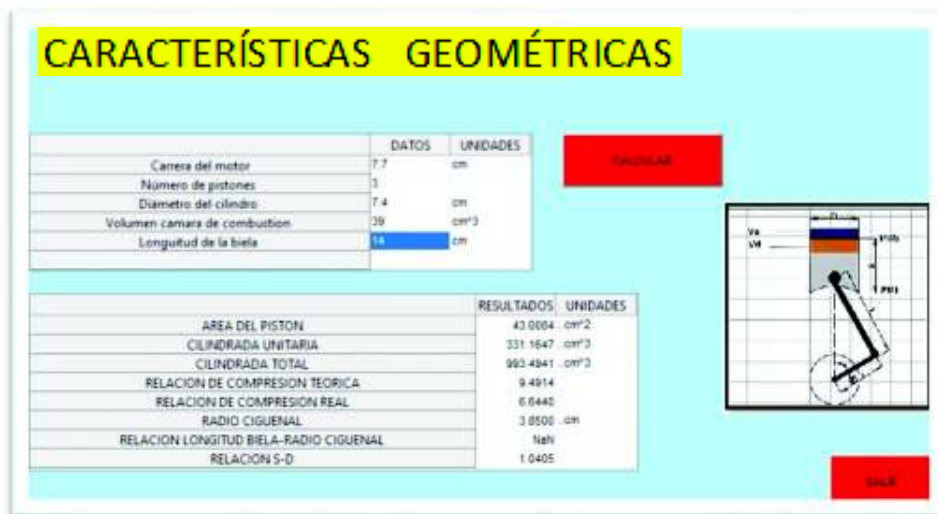 CARACTERÍSTICAS GEOMÉTRICAS
DATOS UNIDADES
Carrera del motor 7.7 cm
Número de pistones 3
Diámetro del cilindro 7.4 cm
Volumen camara de combustion 39 cm^3
Longuitud de la biela 14 cm
CALCULAR
RESULTADOS UNIDADES
AREA DEL PISTON 43.0084 cm^2
CILINDRADA UNITARIA 331.1647 cm^3
CILINDRADA TOTAL 993.4941 cm^3
RELACION DE COMPRESION TEORICA 9.4914
RELACION DE COMPRESION REAL 6.6440
RADIO CIGUENAL 3.8500 cm
RELACION LONGITUD BIELA-RADIO CIGUENAL NaN
RELACION S-D 1.0405
D
PMI
SALIR